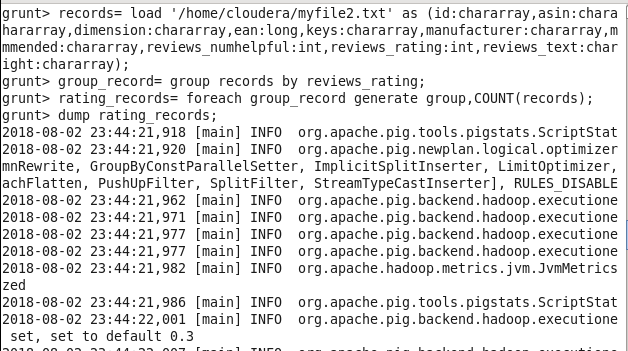 grunt> records= load '/home/cloudera/myfile2.txt' as (id:chararray,asin:chara
hararray,dimension:chararray,ean:long,keys:chararray,manufacturer:chararray,m
mmended:chararray,reviews_numhelpful:int,reviews_rating:int,reviews_text:char
ight:chararray);
grunt> group_record= group records by reviews_rating;
grunt> rating_records= foreach group_record generate group,COUNT(records);
grunt> dump rating_records;
2018-08-02 23:44:21,918 [main] INFO  org.apache.pig.tools.pigstats.ScriptStat
2018-08-02 23:44:21,920 [main] INFO  org.apache.pig.newplan.logical.optimizer
mnRewrite, GroupByConstParallelSetter, ImplicitSplitInserter, LimitOptimizer,
achFlatten, PushUpFilter, SplitFilter, StreamTypeCastInserter], RULES_DISABLE
2018-08-02 23:44:21,962 [main] INFO  org.apache.pig.backend.hadoop.executione
2018-08-02 23:44:21,971 [main] INFO  org.apache.pig.backend.hadoop.executione
2018-08-02 23:44:21,977 [main] INFO  org.apache.pig.backend.hadoop.executione
2018-08-02 23:44:21,977 [main] INFO  org.apache.pig.backend.hadoop.executione
2018-08-02 23:44:21,982 [main] INFO  org.apache.hadoop.metrics.jvm.JvmMetrics
zed
2018-08-02 23:44:21,986 [main] INFO  org.apache.pig.tools.pigstats.ScriptStat
2018-08-02 23:44:22,001 [main] INFO  org.apache.pig.backend.hadoop.executione
 set, set to default 0.3